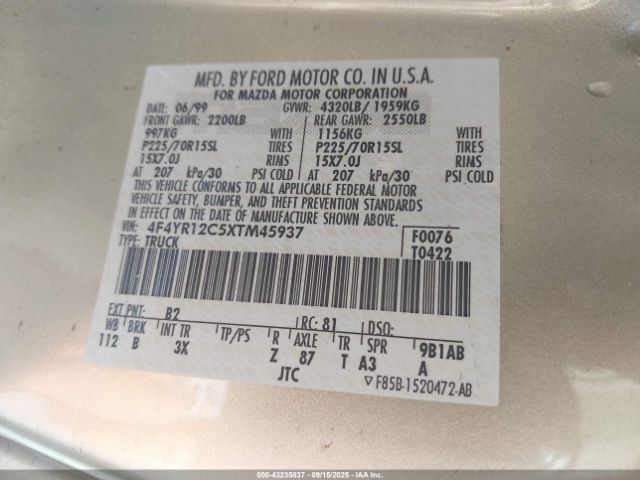 MFD. BY FORD MOTOR CO. IN U.S.A.
FOR MAZDA MOTOR CORPORATION
DATE: 06/99 GVWR: 4320LB/ 1959KG
FRONT GAWR: 2200LB REAR GAWR: 2550LB
997KG WITH 1156KG WITH
P225/70R15SL TIRES P225/70R15SL TIRES
15X7.0J RIMS 15X7.0J RIMS
AT 207 kPa/30 PSI COLD AT 207 kPa/30 PSI COLD
THIS VEHICLE CONFORMS TO ALL APPLICABLE FEDERAL MOTOR
VEHICLE SAFETY, BUMPER, AND THEFT PREVENTION STANDARDS
IN EFFECT ON THE DATE OF MANUFACTURE SHOWN ABOVE.
VIN: 4F4YR12C5XTM45937 F0076
TYPE: TRUCK T0422
EXT PNT: B2 RC: 81 DSO:
WB BRK INT TR TP/PS R AXLE TR SPR 9B1AB
112 B 3X Z 87 T A3 A
JTC ▽ F85B-1520472-AB
000-43235837 - 09/15/2025 - IAAI.CA